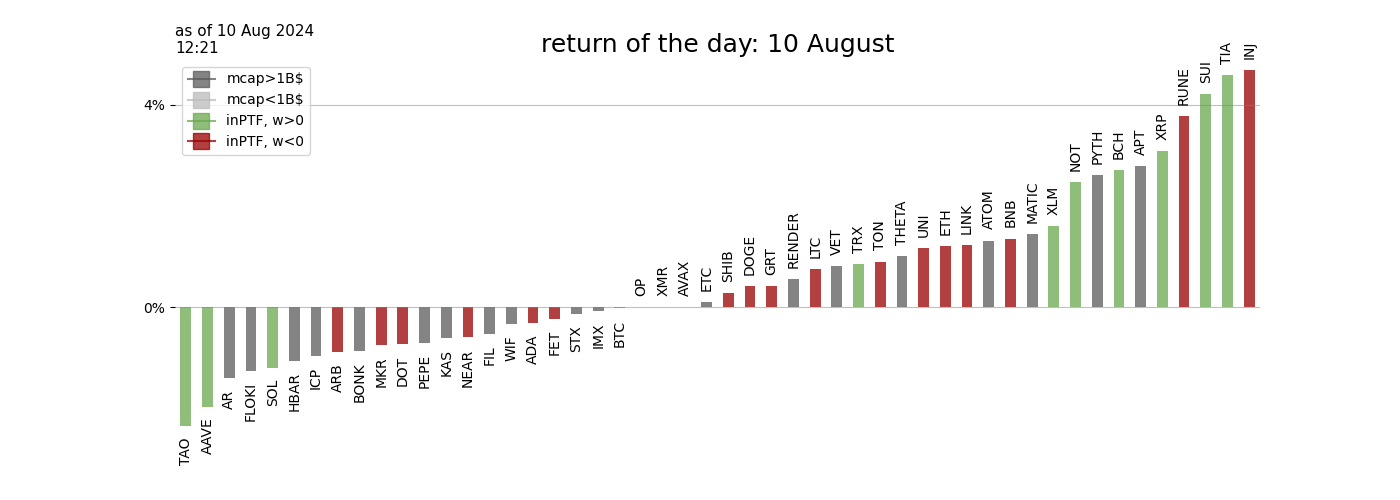 as of 10 Aug 2024
12:21
return of the day: 10 August
mcap>1B$
mcap<1B$
inPTF, w>0
inPTF, w<0
4%
0%
TAO
AAVE
AR
FLOKI
SOL
HBAR
ICP
ARB
BONK
MKR
DOT
PEPE
KAS
NEAR
FIL
WIF
ADA
FET
STX
IMX
BTC
OP
XMR
AVAX
ETC
SHIB
DOGE
GRT
RENDER
LTC
VET
TRX
TON
THETA
UNI
ETH
LINK
ATOM
BNB
MATIC
XLM
NOT
PYTH
BCH
APT
XRP
RUNE
SUI
TIA
INJ